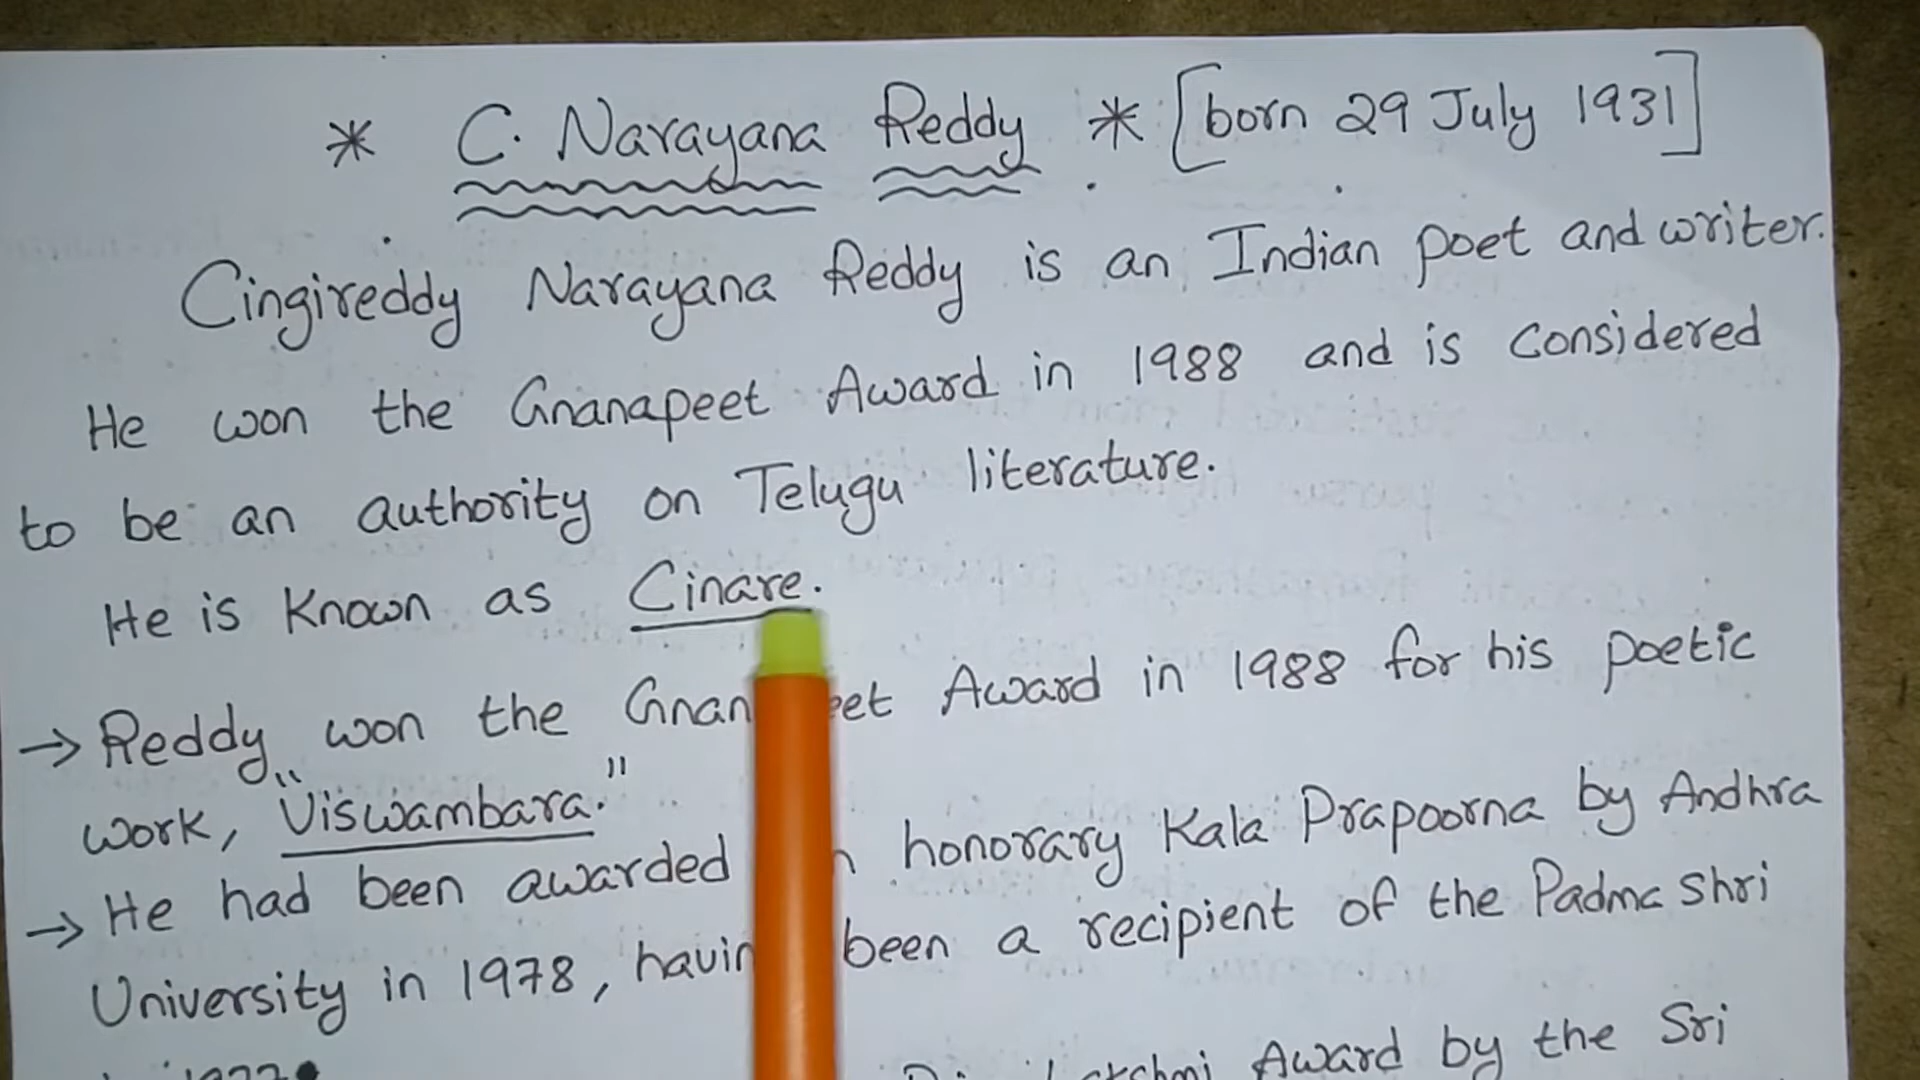 * C. Narayana Reddy * [born 29 July 1931]
Cingireddy Narayana Reddy is an Indian poet and writer.
He won the Gnanapeet Award in 1988 and is considered
to be an authority on Telugu literature.
He is Known as Cinare.
→ Reddy won the Gnan eet Award in 1988 for his poetic
work, "Viswambara."
→ He had been awarded honorary Kala Prapoorna by Andhra
University in 1978, havin been a recipient of the Padma Shri
1977 Award by the Sri